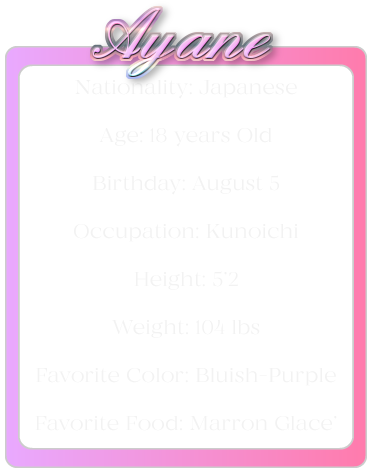 Ayane
Nationality: Japanese
Age: 18 years Old
Birthday: August 5
Occupation: Kunoichi
Height: 5'2
Weight: 104 lbs
Favorite Color: Bluish-Purple
Favorite Food: Marron Glace'